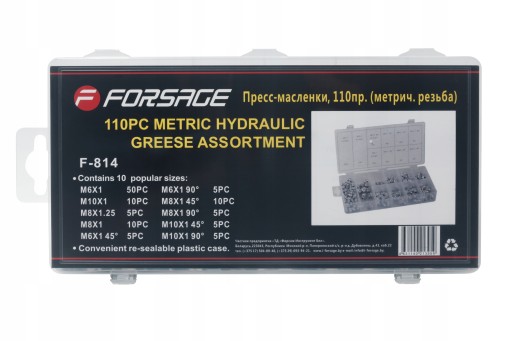 FORSAGE
Пресс-масленки, 110пр. (метрич. резьба)
110PC METRIC HYDRAULIC
GREESE ASSORTMENT
F-814
• Contains 10 popular sizes:
M6X1 50PC M6X1 90° 5PC
M10X1 10PC M8X1 45° 10PC
M8X1.25 5PC M8X1 90° 5PC
M8X1 10PC M10X1 45° 5PC
M6X1 45° 5PC M10X1 90° 5PC
• Convenient re-sealable plastic case.